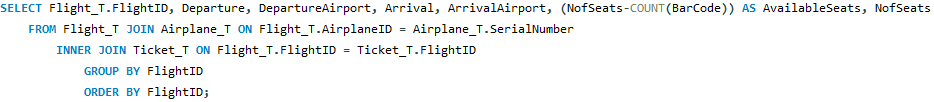 SELECT Flight_T.FlightID, Departure, DepartureAirport, Arrival, ArrivalAirport, (NofSeats-COUNT(BarCode)) AS AvailableSeats, NofSeats
FROM Flight_T JOIN Airplane_T ON Flight_T.AirplaneID = Airplane_T.SerialNumber
INNER JOIN Ticket_T ON Flight_T.FlightID = Ticket_T.FlightID
GROUP BY FlightID
ORDER BY FlightID;